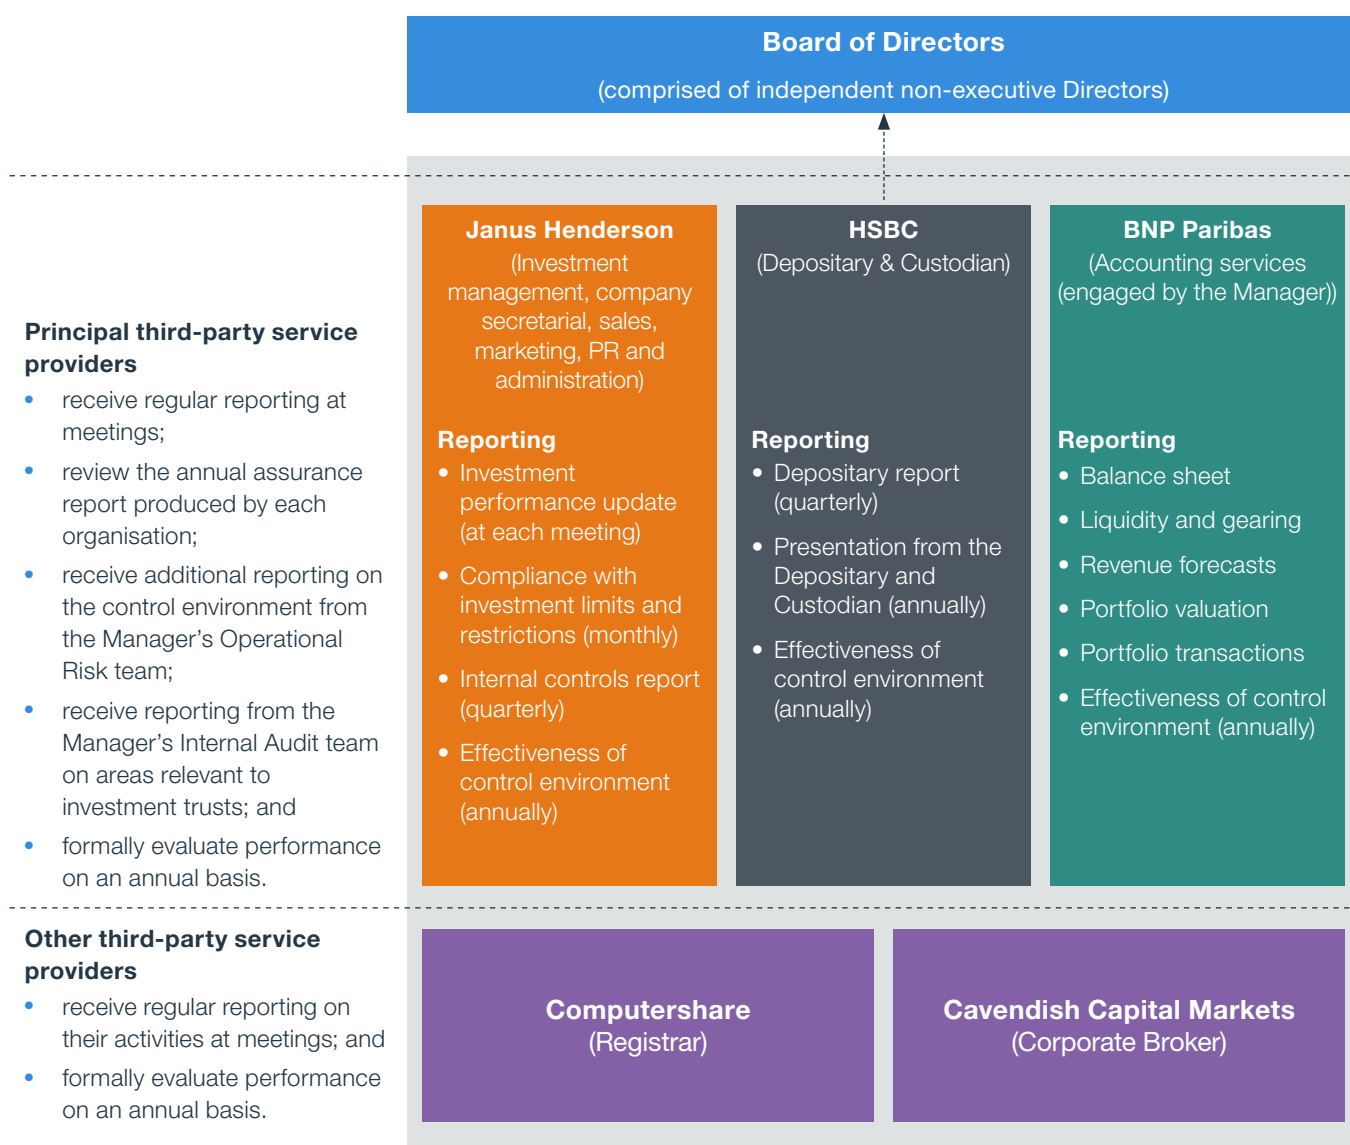 Board of Directors
(comprised of independent non-executive Directors)
Principal third-party service
providers
• receive regular reporting at
meetings;
• review the annual assurance
report produced by each
organisation;
• receive additional reporting on
the control environment from
the Manager’s Operational
Risk team;
• receive reporting from the
Manager’s Internal Audit team
on areas relevant to
investment trusts; and
• formally evaluate performance
on an annual basis.
Janus Henderson
(Investment
management, company
secretarial, sales,
marketing, PR and
administration)
Reporting
• Investment
performance update
(at each meeting)
• Compliance with
investment limits and
restrictions (monthly)
• Internal controls report
(quarterly)
• Effectiveness of
control environment
(annually)
HSBC
(Depositary & Custodian)
Reporting
• Depositary report
(quarterly)
• Presentation from the
Depositary and
Custodian (annually)
• Effectiveness of
control environment
(annually)
BNP Paribas
(Accounting services
(engaged by the Manager))
Reporting
• Balance sheet
• Liquidity and gearing
• Revenue forecasts
• Portfolio valuation
• Portfolio transactions
• Effectiveness of control
environment (annually)
Other third-party service
providers
• receive regular reporting on
their activities at meetings; and
• formally evaluate performance
on an annual basis.
Computershare
(Registrar)
Cavendish Capital Markets
(Corporate Broker)